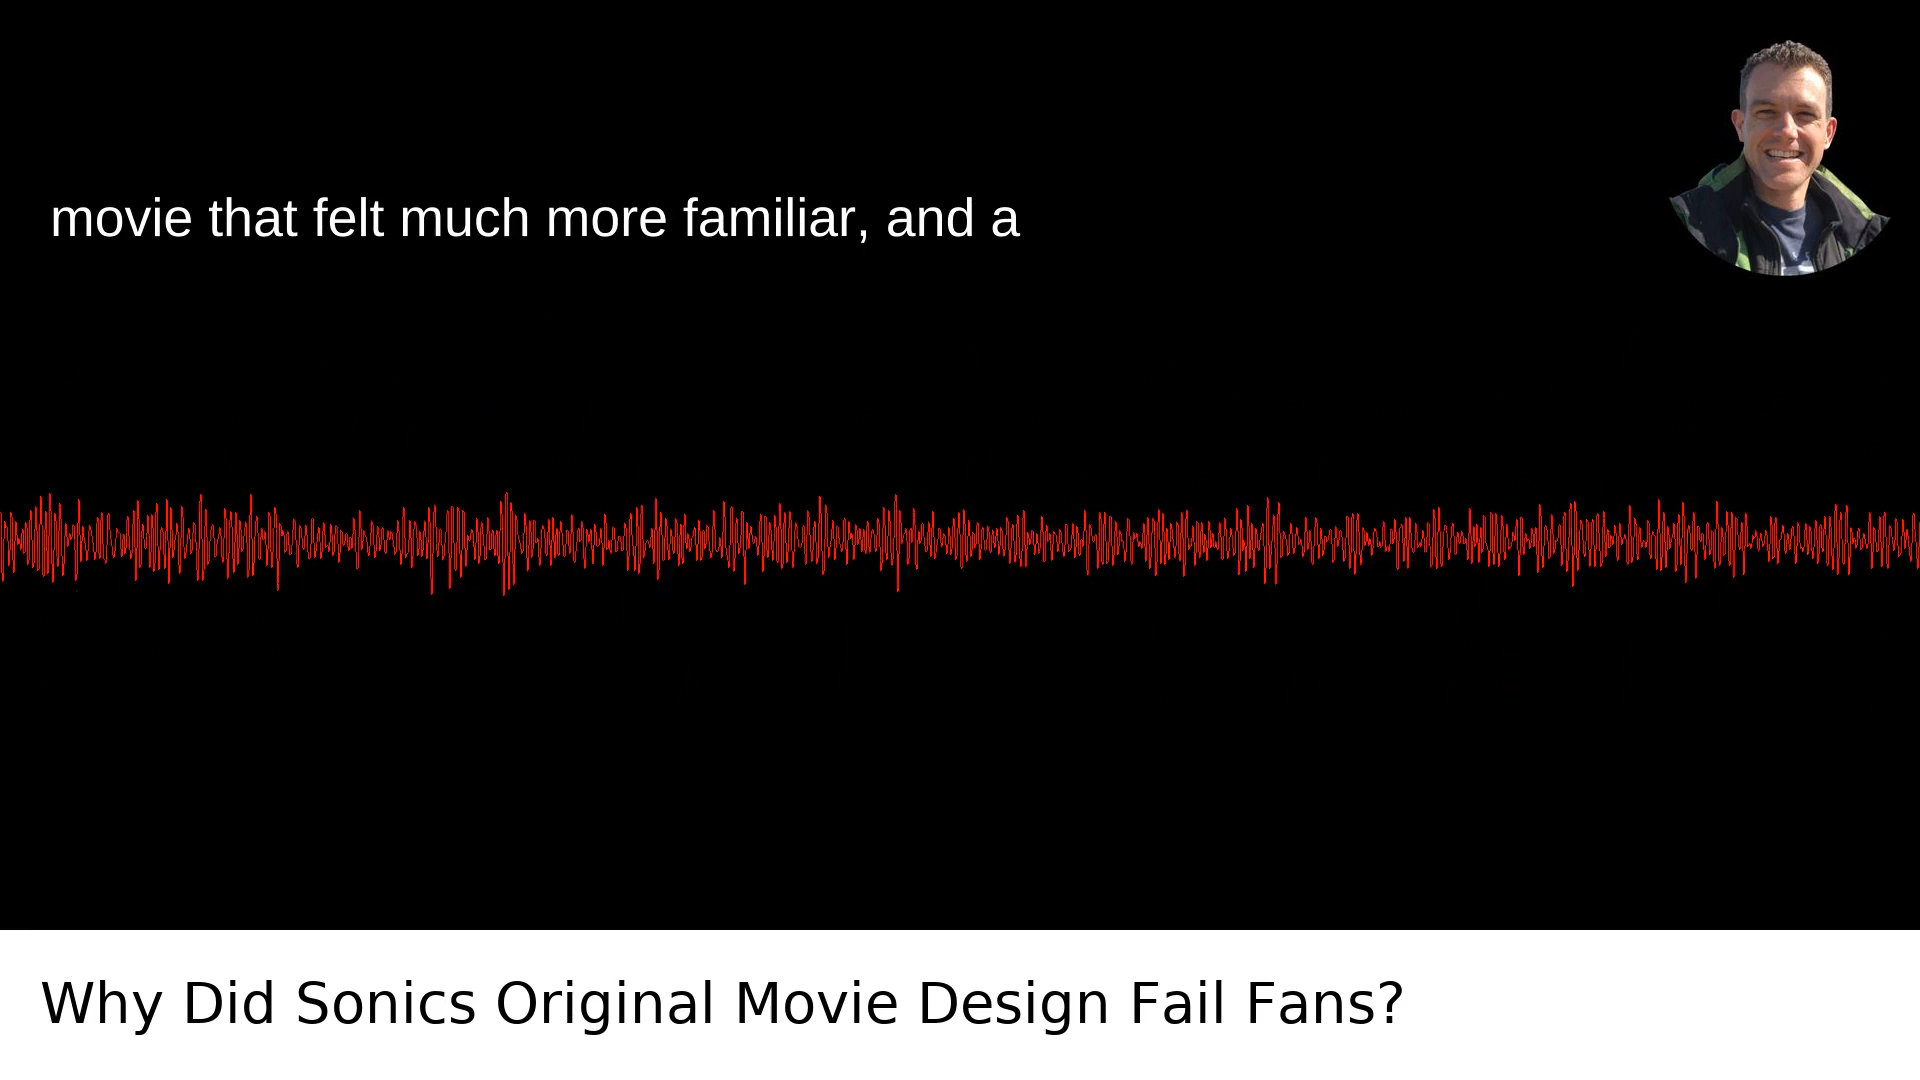 movie that felt much more familiar, and a
Why Did Sonics Original Movie Design Fail Fans?